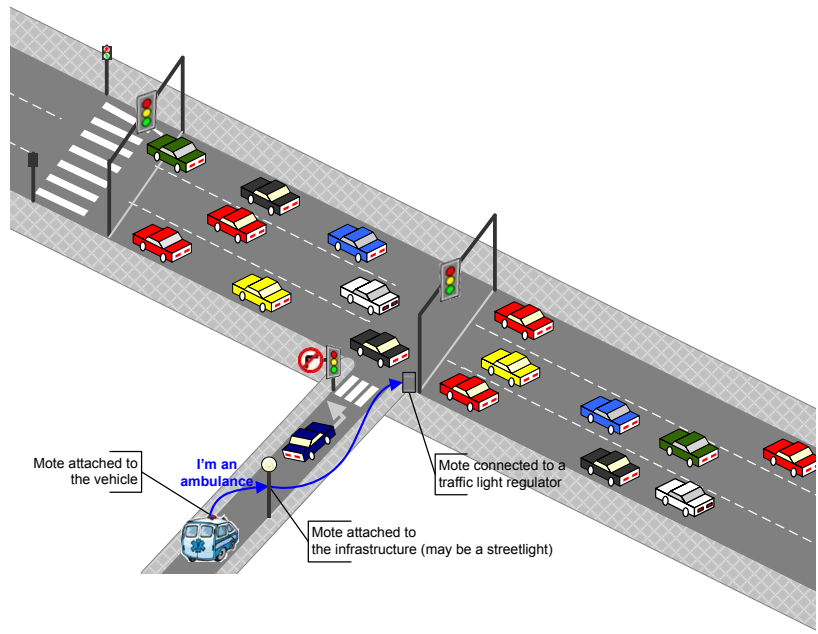 I'm an
ambulance
Mote attached to
the vehicle
Mote connected to a
traffic light regulator
Mote attached to
the infrastructure (may be a streetlight)